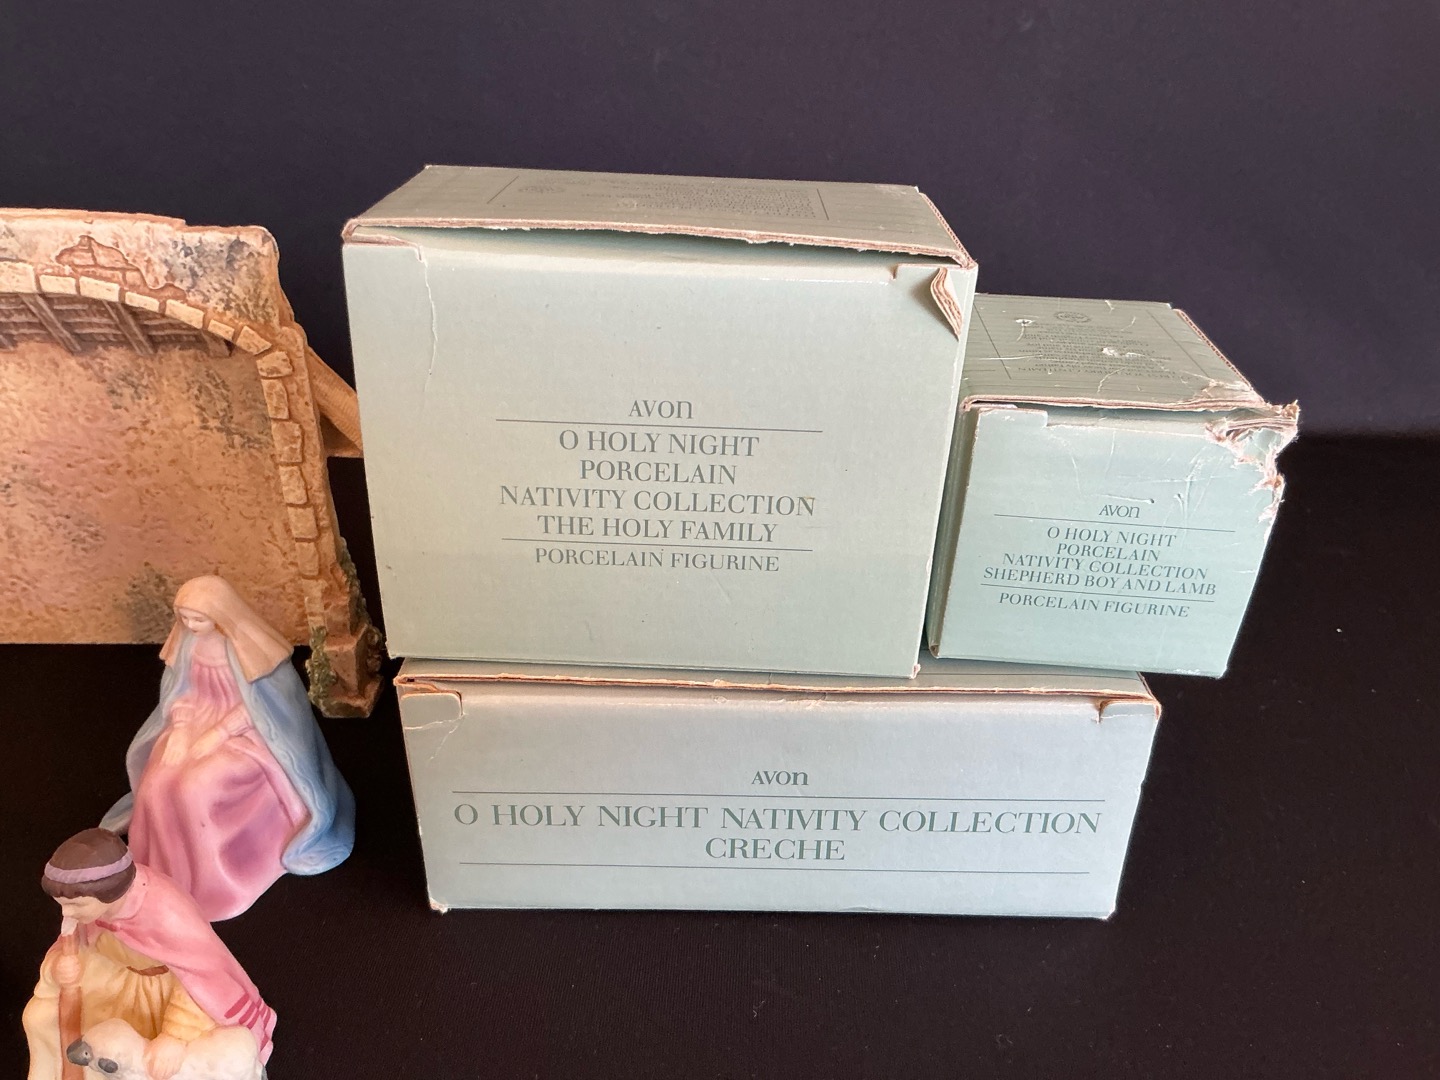 AVON
O HOLY NIGHT
PORCELAIN
NATIVITY COLLECTION
THE HOLY FAMILY
PORCELAIN FIGURINE
AVON
O HOLY NIGHT
PORCELAIN
NATIVITY COLLECTION
SHEPHERD BOY AND LAMB
PORCELAIN FIGURINE
AVON
O HOLY NIGHT NATIVITY COLLECTION
CRECHE